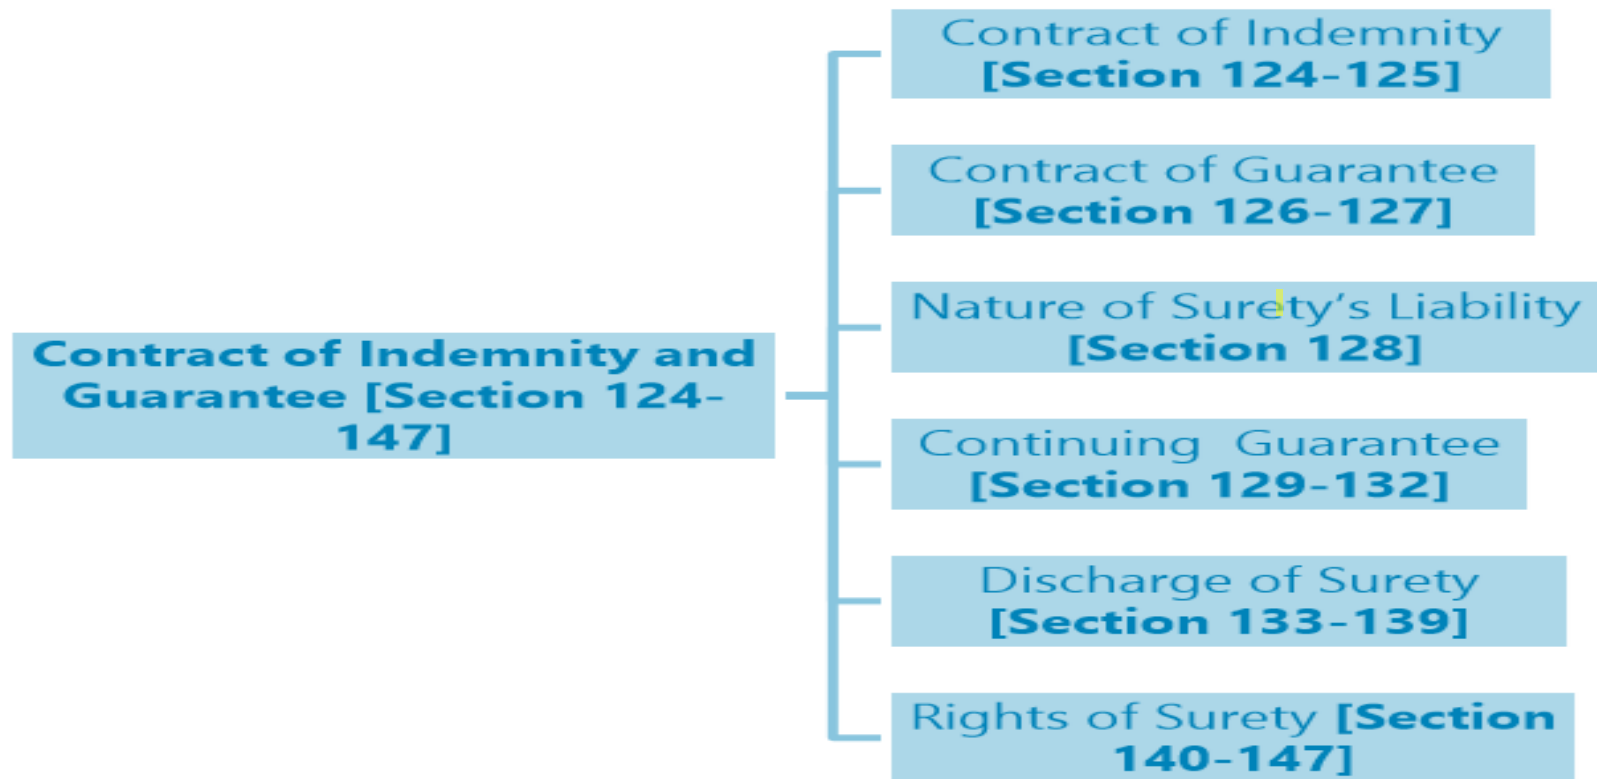 Contract of Indemnity and
Guarantee [Section 124-
147]
Contract of Indemnity
[Section 124-125]
Contract of Guarantee
[Section 126-127]
Nature of Surety’s Liability
[Section 128]
Continuing Guarantee
[Section 129-132]
Discharge of Surety
[Section 133-139]
Rights of Surety [Section
140-147]